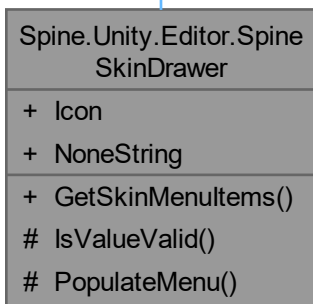 Spine.Unity.Editor.Spine
SkinDrawer
+ Icon
+ NoneString
+ GetSkinMenuItems()
# IsValueValid()
# PopulateMenu()